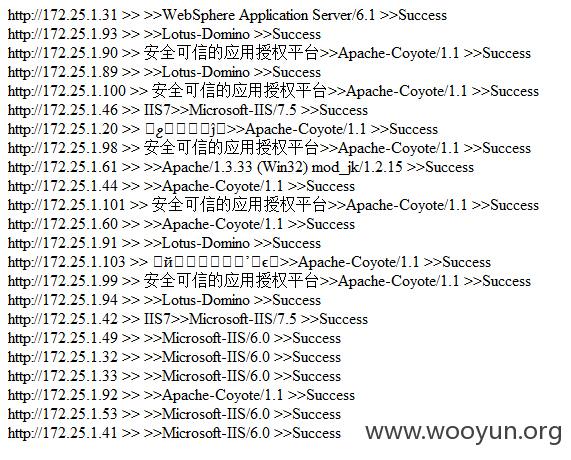 http://172.25.1.31 >> >>WebSphere Application Server/6.1 >>Success
http://172.25.1.93 >> >>Lotus-Domino >>Success
http://172.25.1.90 >> 安全可信的应用授权平台>>Apache-Coyote/1.1 >>Success
http://172.25.1.89 >> >>Lotus-Domino >>Success
http://172.25.1.100 >> 安全可信的应用授权平台>>Apache-Coyote/1.1 >>Success
http://172.25.1.46 >> IIS7>>Microsoft-IIS/7.5 >>Success
http://172.25.1.20 >> >>Apache-Coyote/1.1 >>Success
http://172.25.1.98 >> 安全可信的应用授权平台>>Apache-Coyote/1.1 >>Success
http://172.25.1.61 >> >>Apache/1.3.33 (Win32) mod_jk/1.2.15 >>Success
http://172.25.1.44 >> >>Apache-Coyote/1.1 >>Success
http://172.25.1.101 >> 安全可信的应用授权平台>>Apache-Coyote/1.1 >>Success
http://172.25.1.60 >> >>Apache-Coyote/1.1 >>Success
http://172.25.1.91 >> >>Lotus-Domino >>Success
http://172.25.1.103 >> >>Apache-Coyote/1.1 >>Success
http://172.25.1.99 >> 安全可信的应用授权平台>>Apache-Coyote/1.1 >>Success
http://172.25.1.94 >> >>Lotus-Domino >>Success
http://172.25.1.42 >> IIS7>>Microsoft-IIS/7.5 >>Success
http://172.25.1.49 >> >>Microsoft-IIS/6.0 >>Success
http://172.25.1.32 >> >>Microsoft-IIS/6.0 >>Success
http://172.25.1.33 >> >>Microsoft-IIS/6.0 >>Success
http://172.25.1.92 >> >>Apache-Coyote/1.1 >>Success
http://172.25.1.53 >> >>Microsoft-IIS/6.0 >>Success
http://172.25.1.41 >> >>Microsoft-IIS/6.0 >>Success
www.wooyun.org